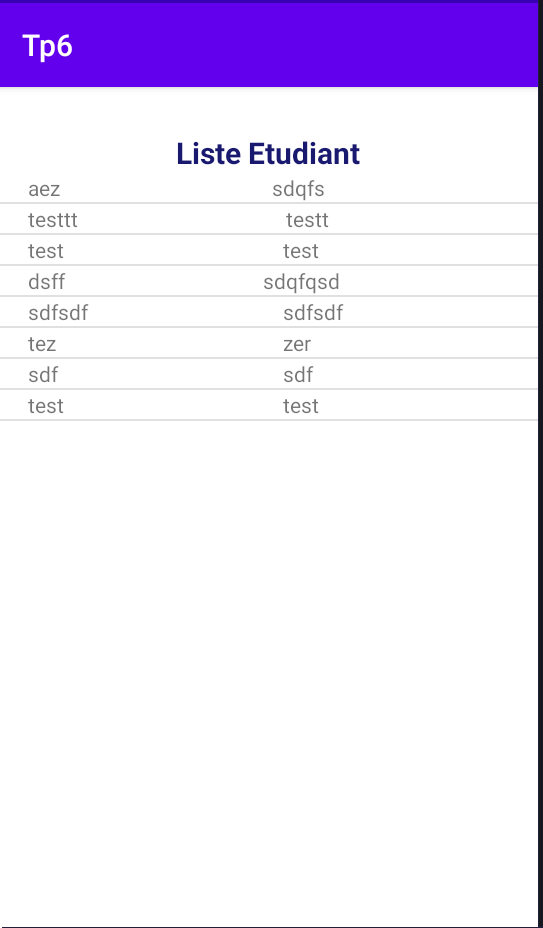 Tp6
Liste Etudiant
aez sdqfs
testtt testt
test test
dsff sdqfqsd
sdfsdf sdfsdf
tez zer
sdf sdf
test test